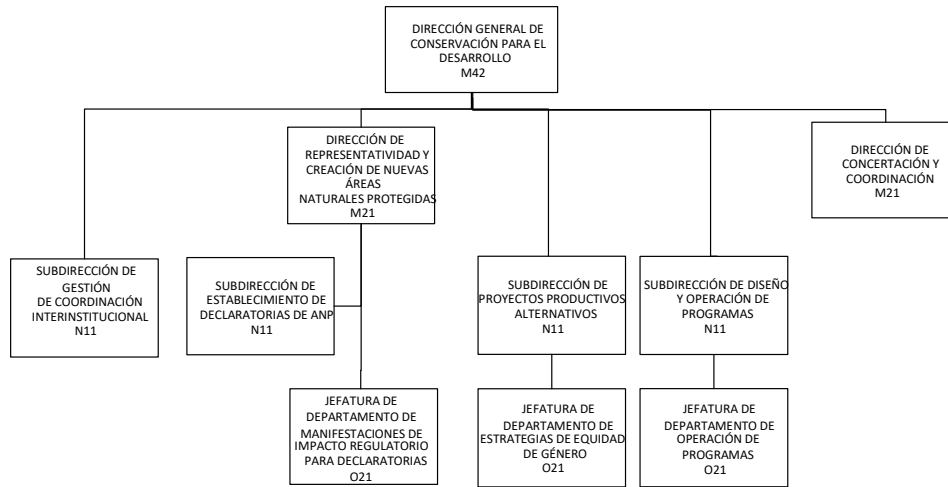 DIRECCIÓN GENERAL DE
CONSERVACIÓN PARA EL
DESARROLLO
M42
DIRECCIÓN DE
REPRESENTATIVIDAD Y
CREACIÓN DE NUEVAS
ÁREAS
NATURALES PROTEGIDAS
M21
DIRECCIÓN DE
CONCERTACIÓN Y
COORDINACIÓN
M21
SUBDIRECCIÓN DE
GESTIÓN
DE COORDINACIÓN
INTERINSTITUCIONAL
N11
SUBDIRECCIÓN DE
ESTABLECIMIENTO DE
DECLARATORIAS DE ANP
N11
SUBDIRECCIÓN DE
PROYECTOS PRODUCTIVOS
ALTERNATIVOS
N11
SUBDIRECCIÓN DE DISEÑO
Y OPERACIÓN DE
PROGRAMAS
N11
JEFATURA DE
DEPARTAMENTO DE
MANIFESTACIONES DE
IMPACTO REGULATORIO
PARA DECLARATORIAS
O21
JEFATURA DE
DEPARTAMENTO DE
ESTRATEGIAS DE EQUIDAD
DE GÉNERO
O21
JEFATURA DE
DEPARTAMENTO DE
OPERACIÓN DE
PROGRAMAS
O21